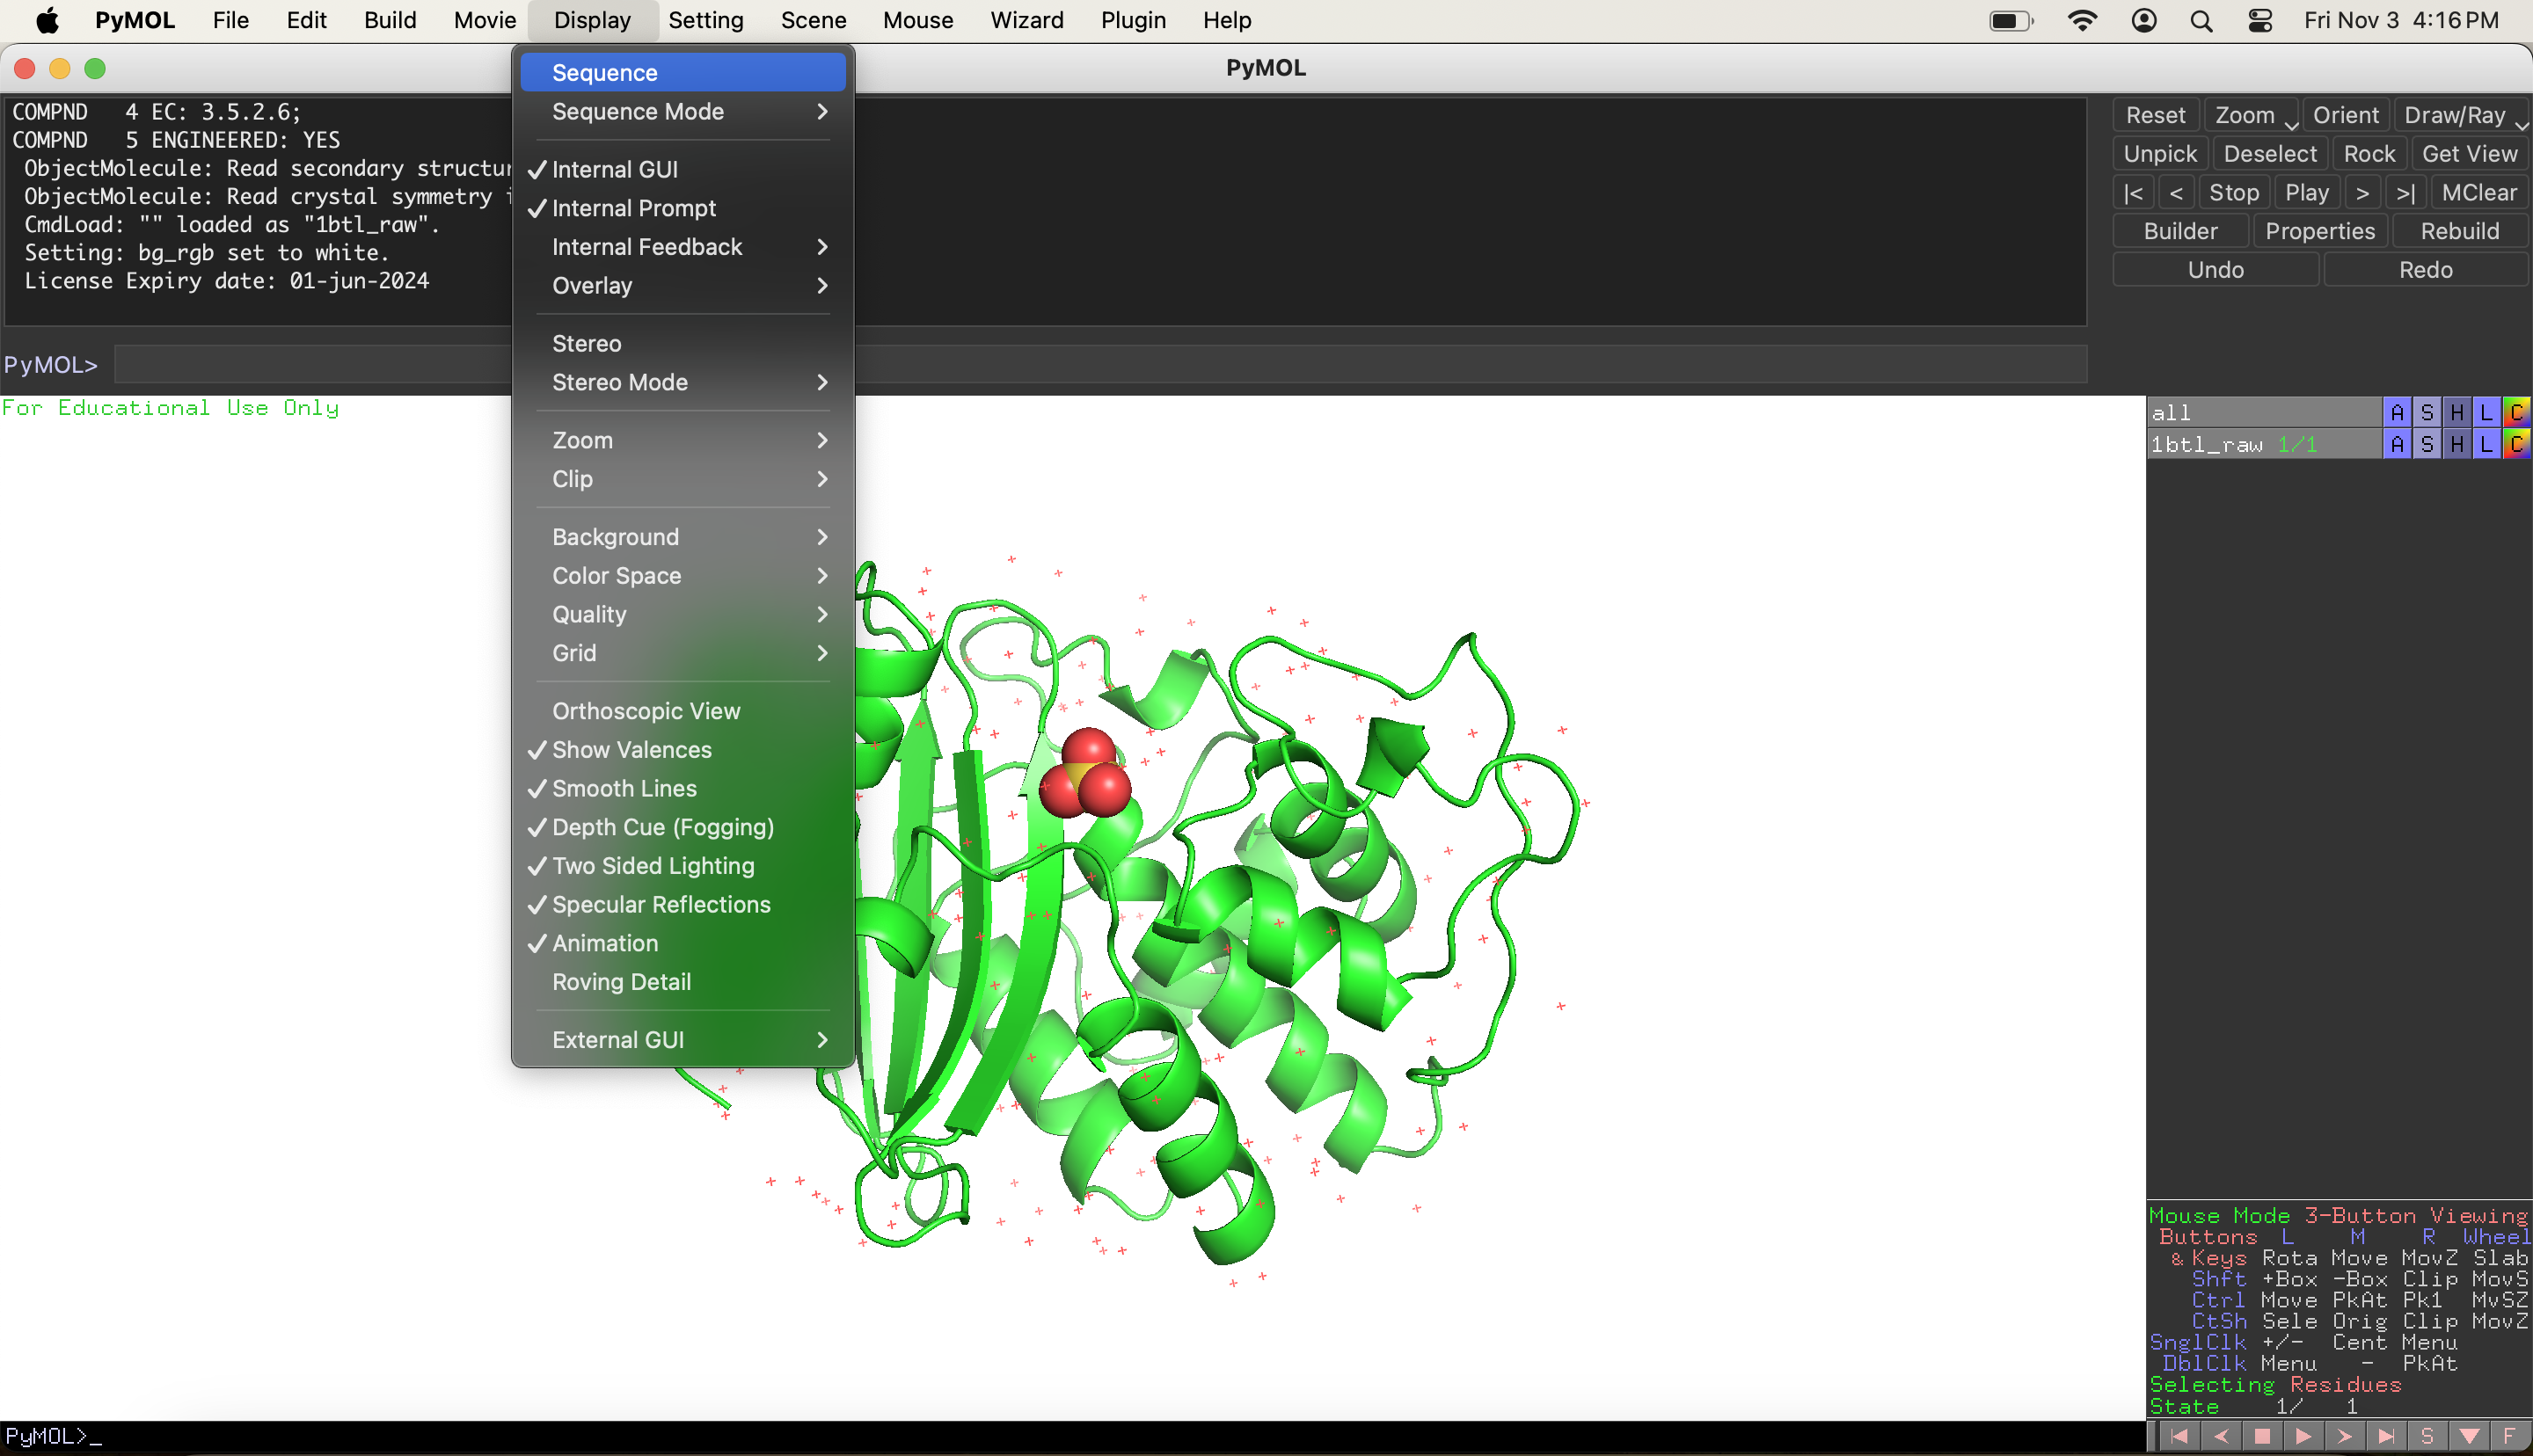 PyMOL File Edit Build Movie Display Setting Scene Mouse Wizard Plugin Help Fri Nov 3 4:16 PM
PyMOL
COMPND   4 EC: 3.5.2.6;
COMPND   5 ENGINEERED: YES
ObjectMolecule: Read secondary structur
ObjectMolecule: Read crystal symmetry i
CmdLoad: "" loaded as "1btl_raw".
Setting: bg_rgb set to white.
License Expiry date: 01-jun-2024
PyMOL>
Sequence
Sequence Mode
Internal GUI
Internal Prompt
Internal Feedback
Overlay
Stereo
Stereo Mode
Zoom
Clip
Background
Color Space
Quality
Grid
Orthoscopic View
Show Valences
Smooth Lines
Depth Cue (Fogging)
Two Sided Lighting
Specular Reflections
Animation
Roving Detail
External GUI
Reset Zoom Orient Draw/Ray
Unpick Deselect Rock Get View
|< < Stop Play > >| MClear
Builder Properties Rebuild
Undo Redo
For Educational Use Only
all A S H L C
1btl_raw 1/1 A S H L C
Mouse Mode 3-Button Viewing
Buttons L M R Wheel
& Keys Rota Move MovZ Slab
Shft +Box -Box Clip MovS
Ctrl Move PkAt Pk1 MvSZ
CtSh Sele Orig Clip MovZ
SnglClk +/- Cent Menu
DblClk Menu - PkAt
Selecting Residues
State 1/ 1
S F
PyMOL>_